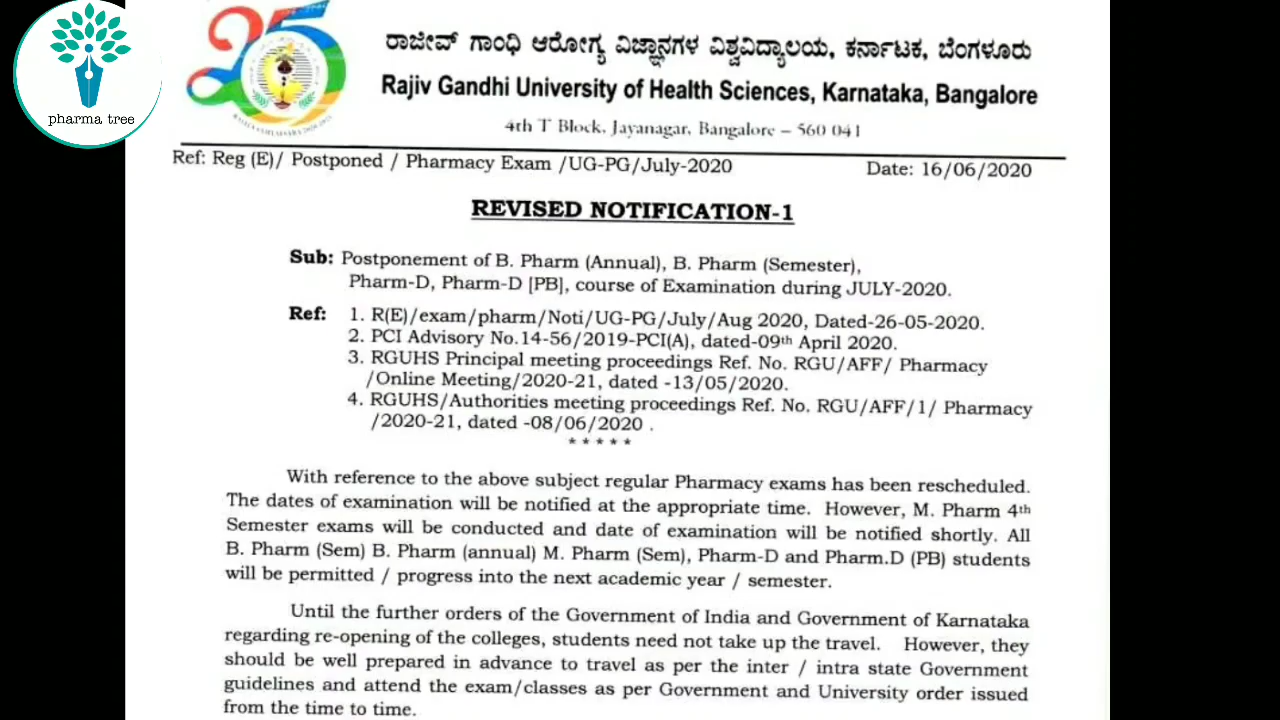 pharma tree
25
ರಾಜೀವ್ ಗಾಂಧಿ ಆರೋಗ್ಯ ವಿಜ್ಞಾನಗಳ ವಿಶ್ವವಿದ್ಯಾಲಯ, ಕರ್ನಾಟಕ, ಬೆಂಗಳೂರು
Rajiv Gandhi University of Health Sciences, Karnataka, Bangalore
4th T Block, Jayanagar, Bangalore – 560 041
Ref: Reg (E)/ Postponed / Pharmacy Exam /UG-PG/July-2020 Date: 16/06/2020
REVISED NOTIFICATION-1
Sub: Postponement of B. Pharm (Annual), B. Pharm (Semester),
Pharm-D, Pharm-D [PB], course of Examination during JULY-2020.
Ref: 1. R(E)/exam/pharm/Noti/UG-PG/July/Aug 2020, Dated-26-05-2020.
2. PCI Advisory No.14-56/2019-PCI(A), dated-09th April 2020.
3. RGUHS Principal meeting proceedings Ref. No. RGU/AFF/ Pharmacy
/Online Meeting/2020-21, dated -13/05/2020.
4. RGUHS/Authorities meeting proceedings Ref. No. RGU/AFF/1/ Pharmacy
/2020-21, dated -08/06/2020 .
*****
With reference to the above subject regular Pharmacy exams has been rescheduled.
The dates of examination will be notified at the appropriate time. However, M. Pharm 4th
Semester exams will be conducted and date of examination will be notified shortly. All
B. Pharm (Sem) B. Pharm (annual) M. Pharm (Sem), Pharm-D and Pharm.D (PB) students
will be permitted / progress into the next academic year / semester.
Until the further orders of the Government of India and Government of Karnataka
regarding re-opening of the colleges, students need not take up the travel. However, they
should be well prepared in advance to travel as per the inter / intra state Government
guidelines and attend the exam/classes as per Government and University order issued
from the time to time.